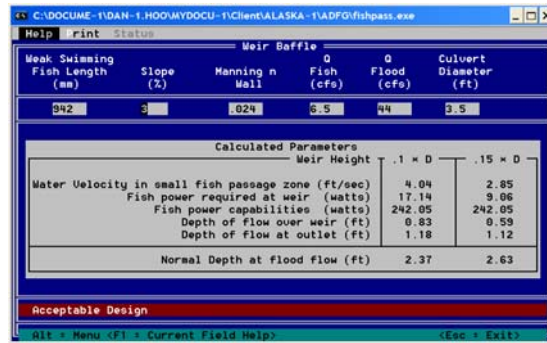 C:\DOCUME~1\DAN~1.HOO\MYDOCU~1\Client\ALASKA~1\ADFG\fishpass.exe
Help Print Status
Weir Baffle
Weak Swimming Q Q Culvert
Fish Length Slope Manning n Fish Flood Diameter
(mm) (%) Wall (cfs) (cfs) (ft)
942 3 .024 6.5 44 3.5
Calculated Parameters
Weir Height .1 × D .15 × D
Water Velocity in small fish passage zone (ft/sec) 4.04 2.85
Fish power required at weir (watts) 17.14 9.06
Fish power capabilities (watts) 242.05 242.05
Depth of flow over weir (ft) 0.83 0.59
Depth of flow at outlet (ft) 1.18 1.12
Normal Depth at flood flow (ft) 2.37 2.63
Acceptable Design
Alt = Menu <F1 = Current Field Help> <Esc = Exit>